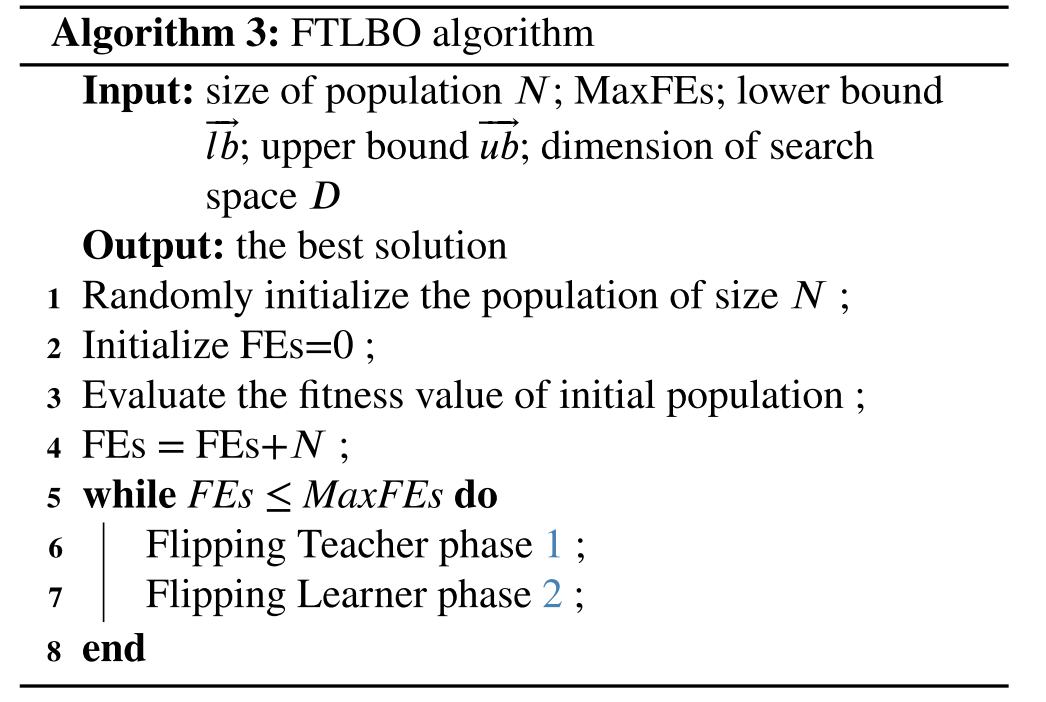 Algorithm 3: FTLBO algorithm
Input: size of population N; MaxFEs; lower bound
$\overrightarrow{lb}$; upper bound $\overrightarrow{ub}$; dimension of search
space D
Output: the best solution
1 Randomly initialize the population of size N ;
2 Initialize FEs=0 ;
3 Evaluate the fitness value of initial population ;
4 FEs = FEs+N ;
5 while FEs ≤ MaxFEs do
6 Flipping Teacher phase 1 ;
7 Flipping Learner phase 2 ;
8 end